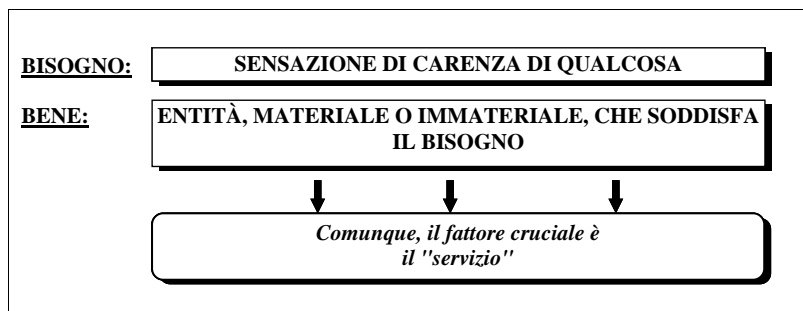 BISOGNO: SENSAZIONE DI CARENZA DI QUALCOSA
BENE: ENTITÀ, MATERIALE O IMMATERIALE, CHE SODDISFA
IL BISOGNO
Comunque, il fattore cruciale è
il "servizio"